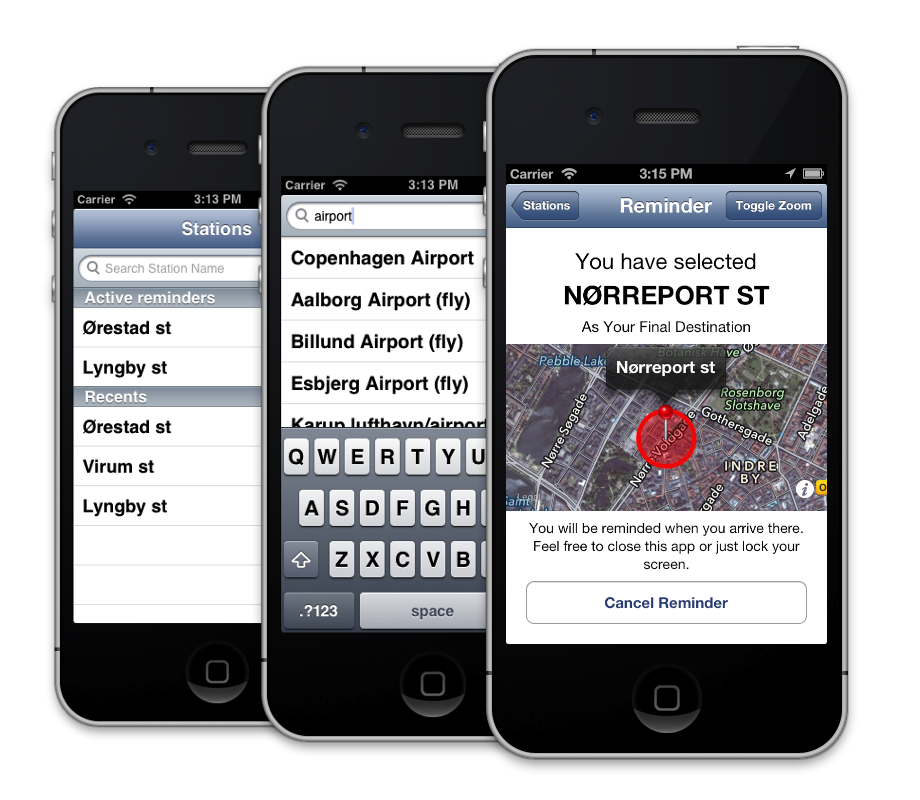 Carrier 3:13 PM
Stations
Search Station Name
Active reminders
Ørestad st
Lyngby st
Recents
Ørestad st
Virum st
Lyngby st
Carrier 3:13 PM
airport
Copenhagen Airport
Aalborg Airport (fly)
Billund Airport (fly)
Esbjerg Airport (fly)
Karup lufthavn/airport
Q W E R T Y U
A S D F G H
Z X C V B
.?123 space
Carrier 3:15 PM
Stations Reminder Toggle Zoom
You have selected
NØRREPORT ST
As Your Final Destination
Botanisk Have
Pebble Lake
Nørreport st
Rosenborg
Slotshave
Gothersgade
Adelgade
Nørre Søgade
Nørre Voldgade
INDRE
BY
You will be reminded when you arrive there.
Feel free to close this app or just lock your
screen.
Cancel Reminder